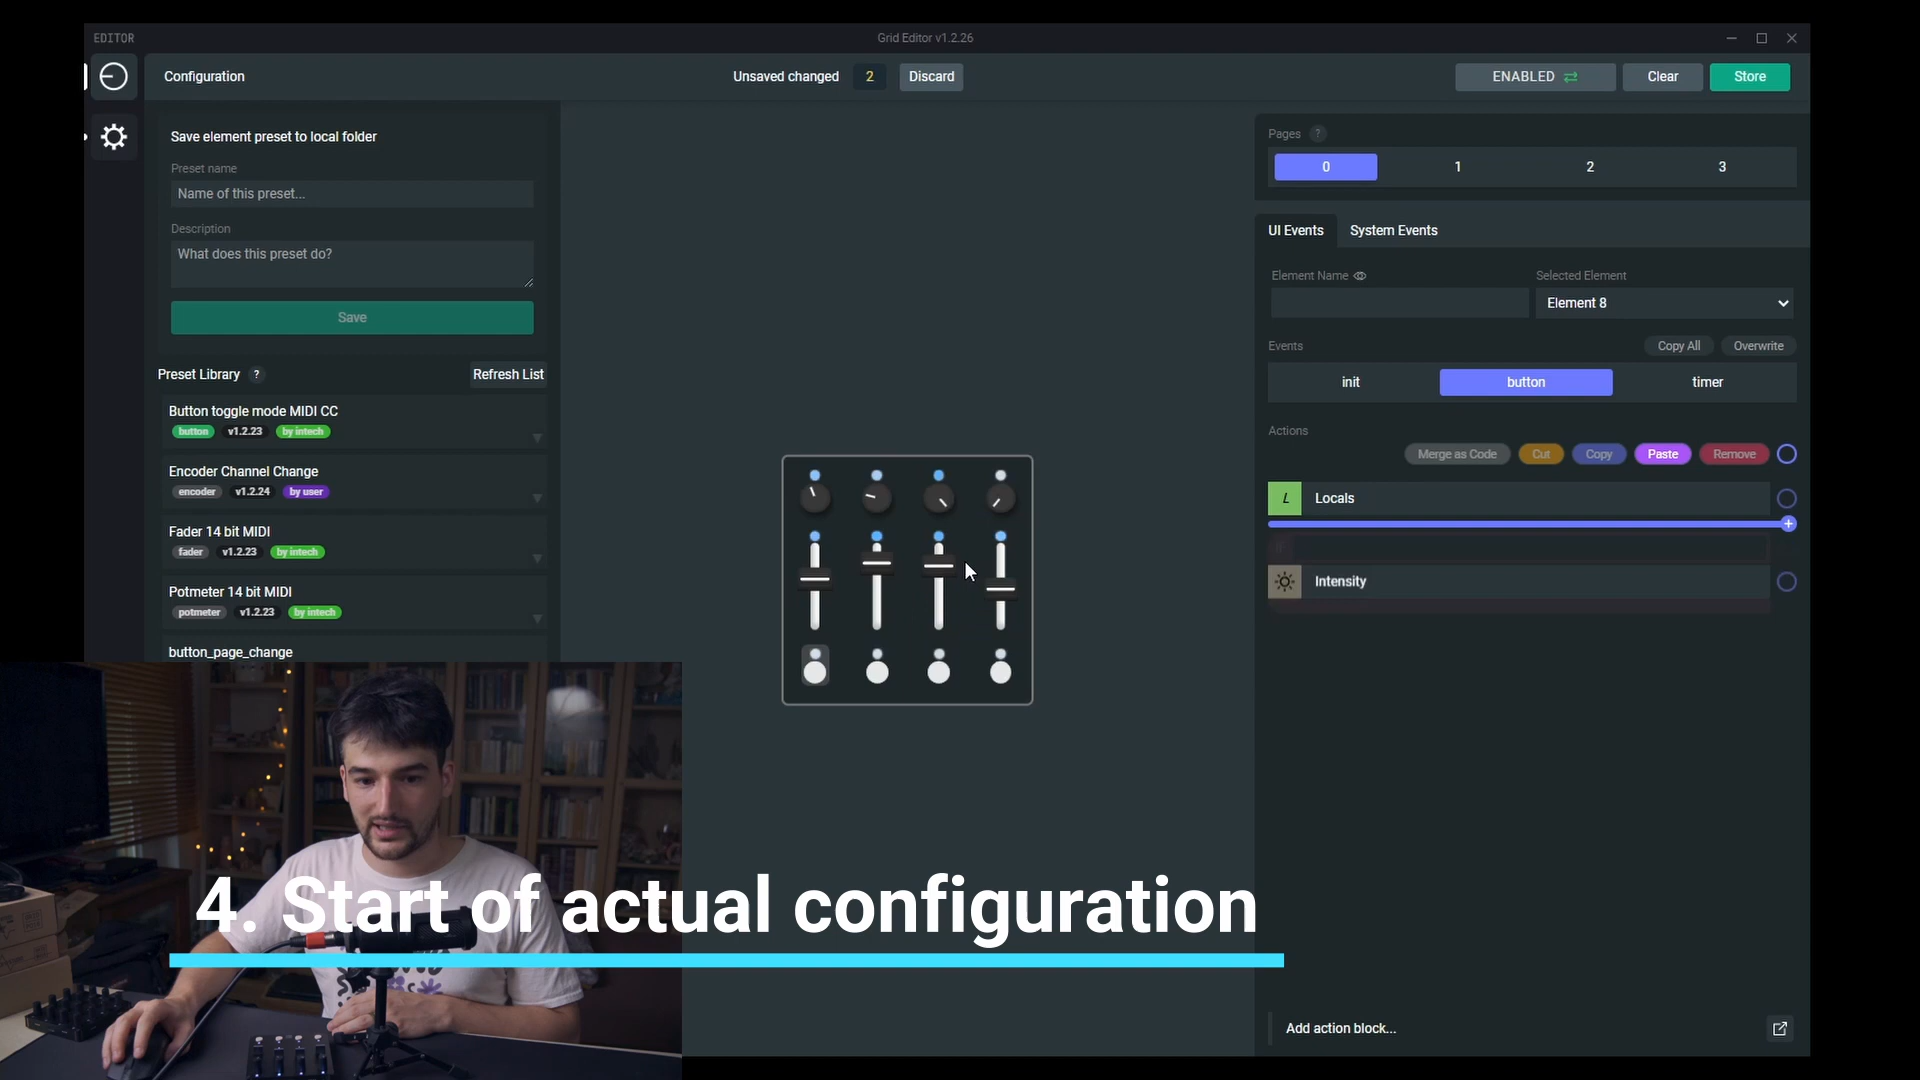 EDITOR
Grid Editor v1.2.26
Configuration
Unsaved changed 2 Discard
ENABLED Clear Store
Save element preset to local folder
Preset name
Name of this preset...
Description
What does this preset do?
Save
Preset Library ? Refresh List
Button toggle mode MIDI CC
button v1.2.23 by intech
Encoder Channel Change
encoder v1.2.24 by user
Fader 14 bit MIDI
fader v1.2.23 by intech
Potmeter 14 bit MIDI
potmeter v1.2.23 by intech
button_page_change
Pages ?
0 1 2 3
UI Events System Events
Element Name Selected Element
Element 8
Events Copy All Overwrite
init button timer
Actions
Merge as Code Cut Copy Paste Remove
L Locals
Intensity
Add action block...
4. Start of actual configuration